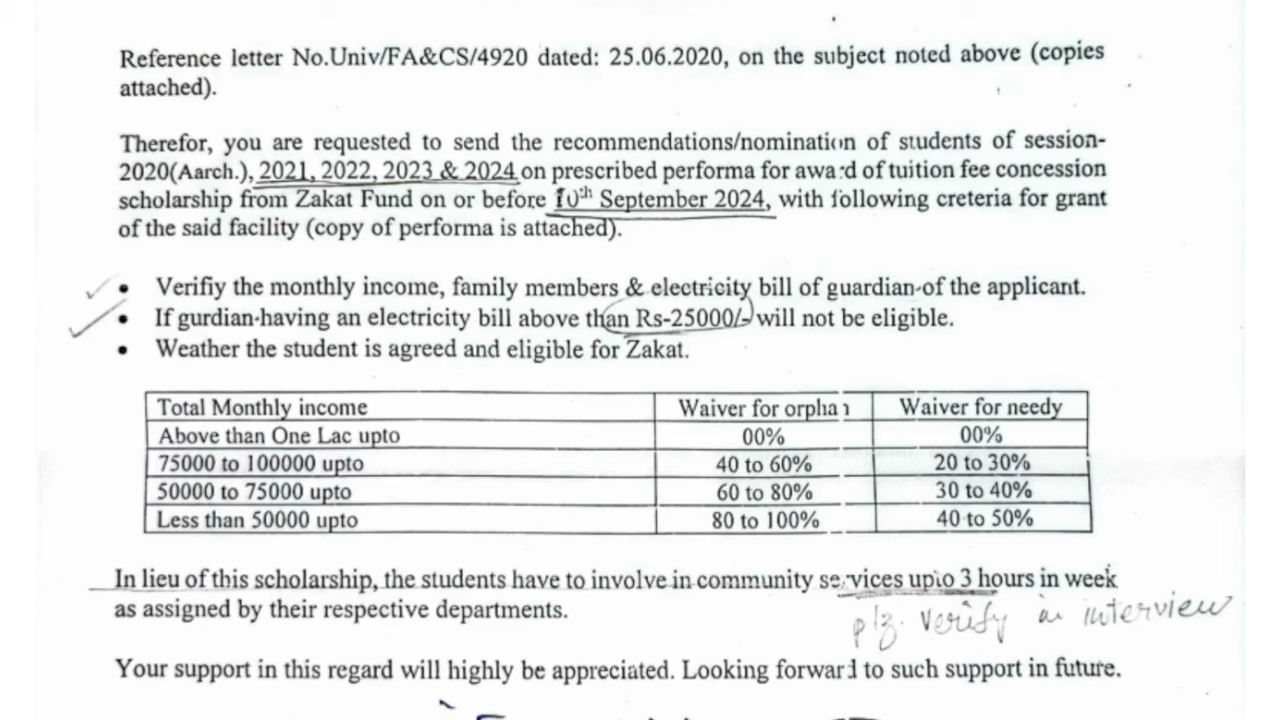 Reference letter No.Univ/FA&CS/4920 dated: 25.06.2020, on the subject noted above (copies
attached).
Therefor, you are requested to send the recommendations/nomination of students of session-
2020(Aarch.), 2021, 2022, 2023 & 2024 on prescribed performa for award of tuition fee concession
scholarship from Zakat Fund on or before 10th September 2024, with following creteria for grant
of the said facility (copy of performa is attached).
• Verifiy the monthly income, family members & electricity bill of guardian-of the applicant.
• If gurdian-having an electricity bill above than Rs-25000/- will not be eligible.
• Weather the student is agreed and eligible for Zakat.
Total Monthly income Waiver for orphan Waiver for needy
Above than One Lac upto 00% 00%
75000 to 100000 upto 40 to 60% 20 to 30%
50000 to 75000 upto 60 to 80% 30 to 40%
Less than 50000 upto 80 to 100% 40 to 50%
In lieu of this scholarship, the students have to involve in community services upto 3 hours in week
as assigned by their respective departments.
plz. verify in interview
Your support in this regard will highly be appreciated. Looking forward to such support in future.